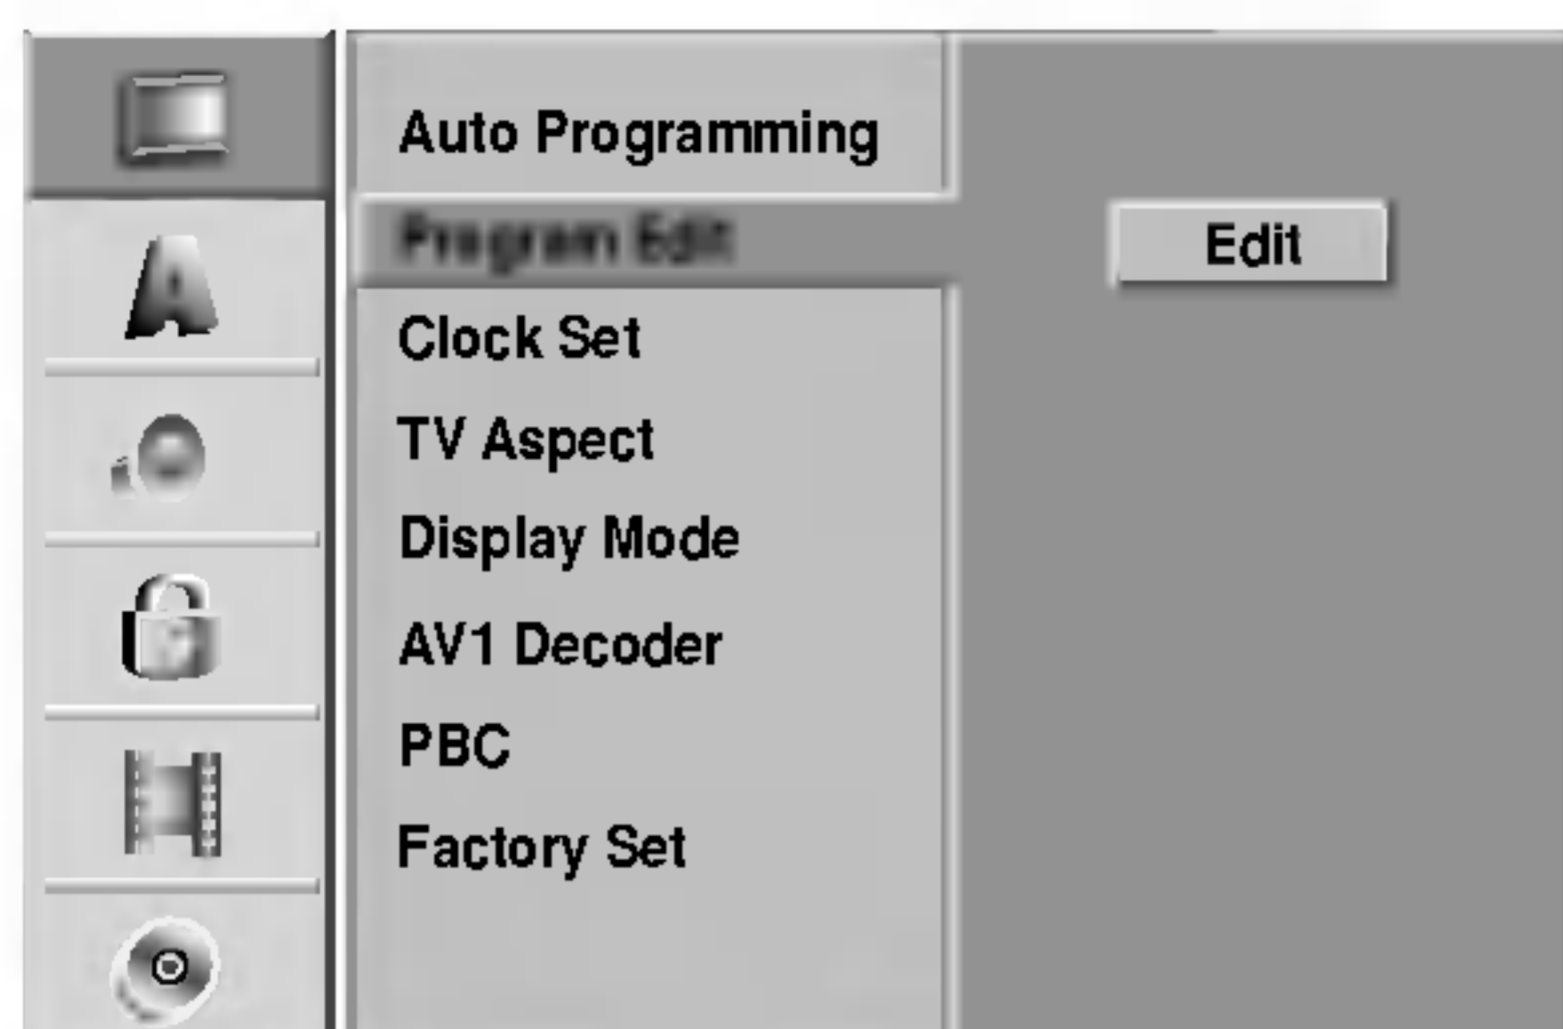 Auto Programming
Program Edit
Edit
Clock Set
TV Aspect
Display Mode
AV1 Decoder
PBC
Factory Set